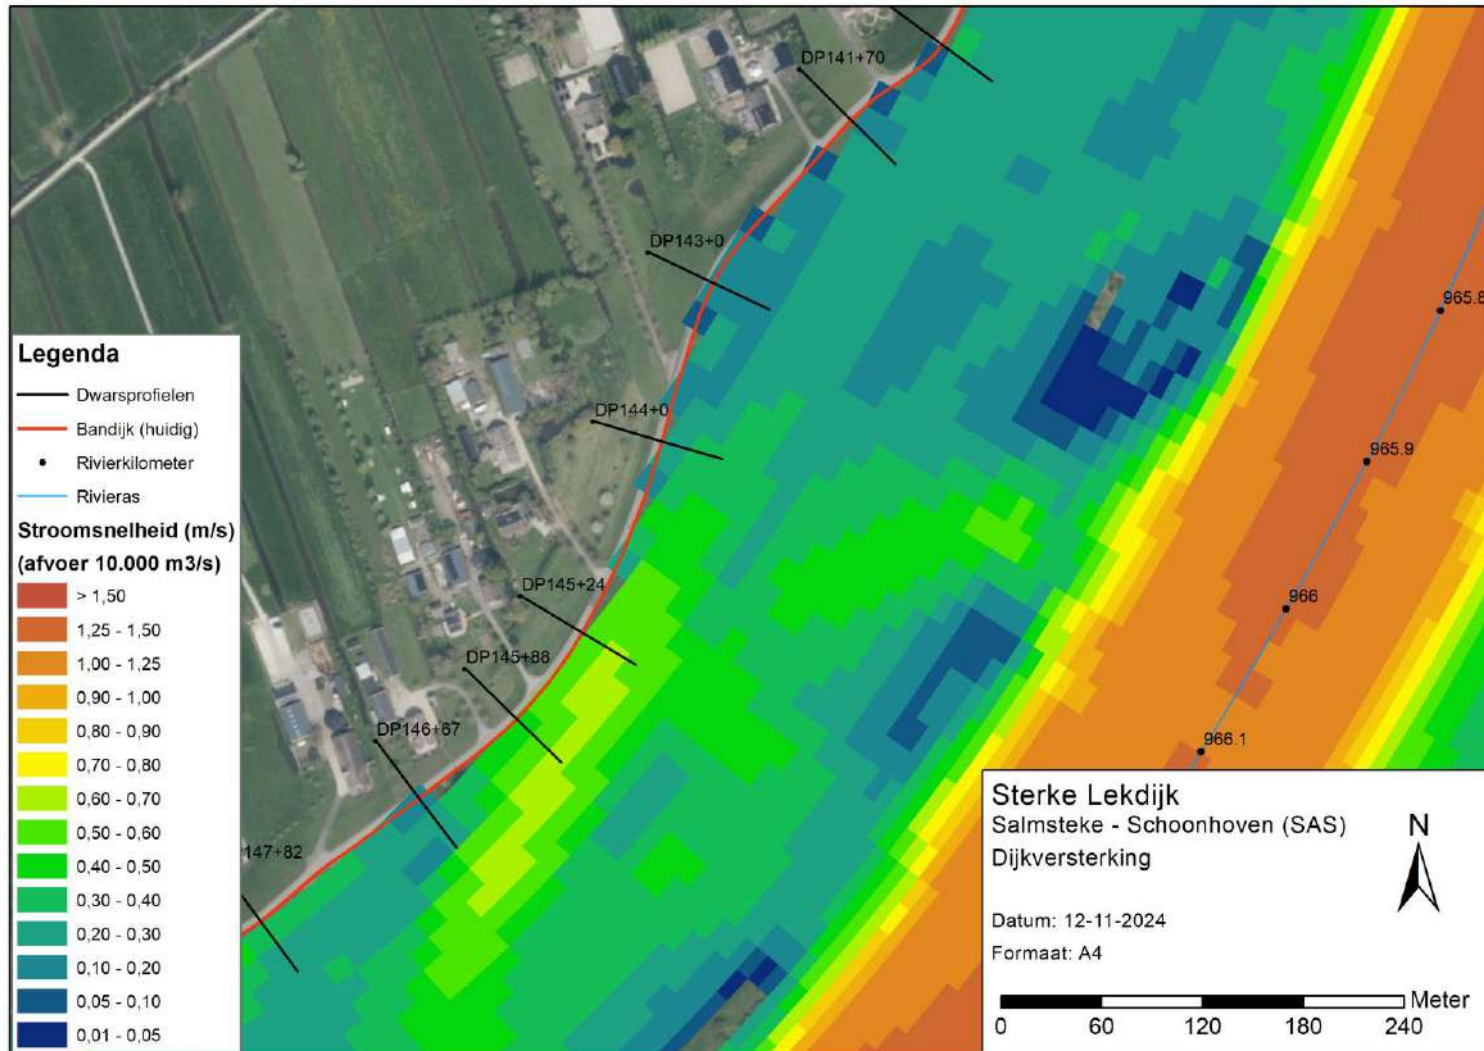 DP141+70
DP143+0
965.8
DP144+0
965.9
DP145+24
966
DP145+88
DP146+67
966.1
147+82
Legenda
Dwarsprofielen
Bandijk (huidig)
Rivierkilometer
Rivieras
Stroomsnelheid (m/s)
(afvoer 10.000 m3/s)
> 1,50
1,25 - 1,50
1,00 - 1,25
0,90 - 1,00
0,80 - 0,90
0,70 - 0,80
0,60 - 0,70
0,50 - 0,60
0,40 - 0,50
0,30 - 0,40
0,20 - 0,30
0,10 - 0,20
0,05 - 0,10
0,01 - 0,05
Sterke Lekdijk
Salmsteke - Schoonhoven (SAS)
Dijkversterking
N
Datum: 12-11-2024
Formaat: A4
Meter
0 60 120 180 240